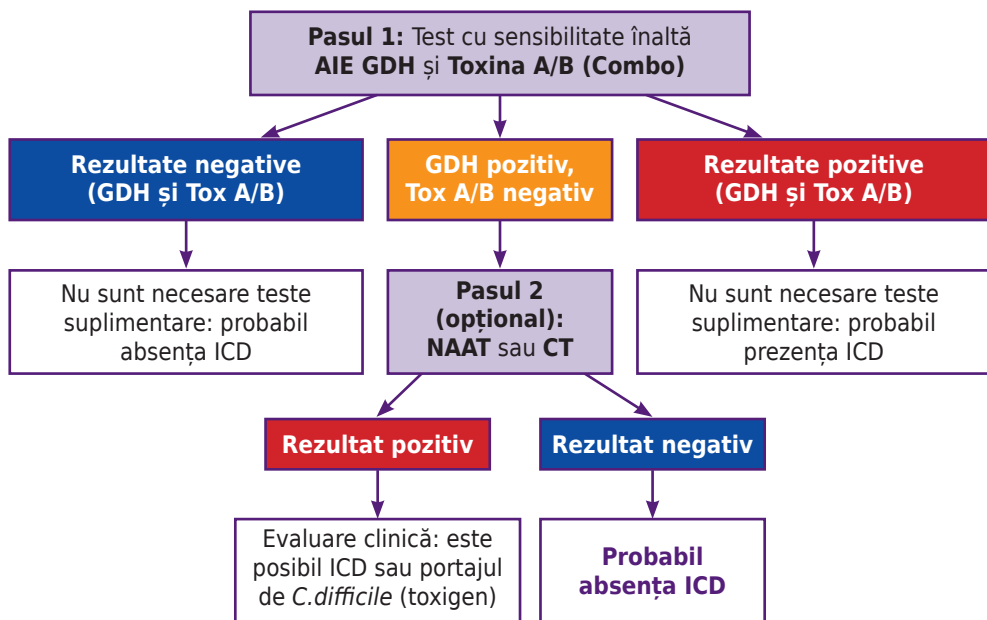 Pasul 1: Test cu sensibilitate înaltă
AIE GDH și Toxina A/B (Combo)
Rezultate negative
(GDH și Tox A/B)
GDH pozitiv,
Tox A/B negativ
Rezultate pozitive
(GDH și Tox A/B)
Nu sunt necesare teste
suplimentare: probabil
absența ICD
Pasul 2
(opțional):
NAAT sau CT
Nu sunt necesare teste
suplimentare: probabil
prezența ICD
Rezultat pozitiv
Rezultat negativ
Evaluare clinică: este
posibil ICD sau portajul
de C.difficile (toxigen)
Probabil
absența ICD